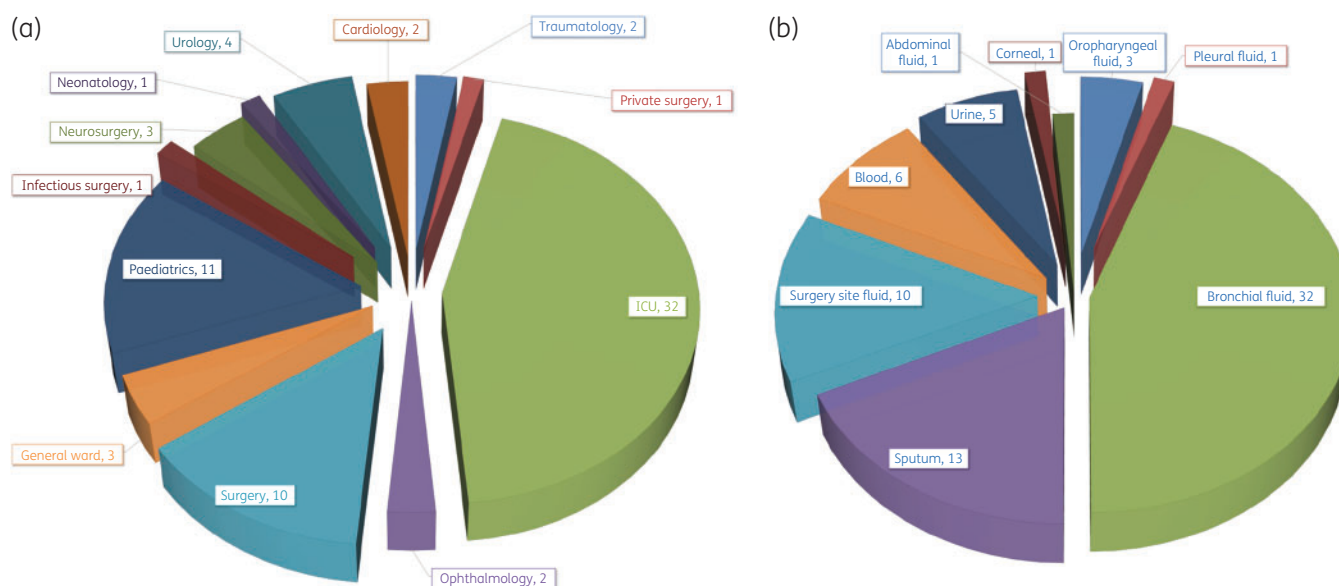 (a)
Cardiology, 2
Traumatology, 2
Urology, 4
Neonatology, 1
Private surgery, 1
Neurosurgery, 3
Infectious surgery, 1
Paediatrics, 11
ICU, 32
General ward, 3
Surgery, 10
Ophthalmology, 2
(b)
Abdominal
fluid, 1
Corneal, 1
Oropharyngeal
fluid, 3
Pleural fluid, 1
Urine, 5
Blood, 6
Surgery site fluid, 10
Bronchial fluid, 32
Sputum, 13